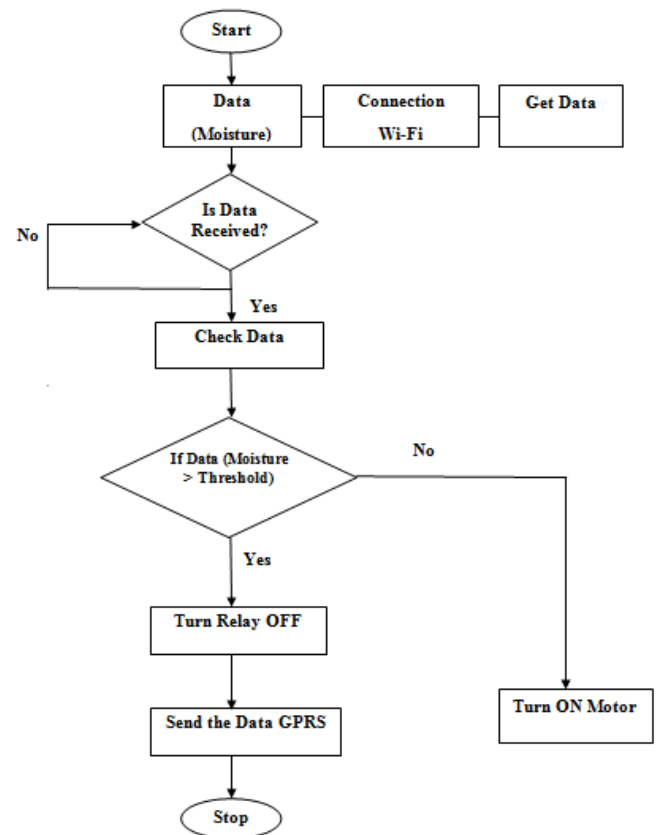 Start
Data
(Moisture)
Connection
Wi-Fi
Get Data
Is Data
Received?
No
Yes
Check Data
If Data (Moisture
> Threshold)
No
Yes
Turn Relay OFF
Turn ON Motor
Send the Data GPRS
Stop